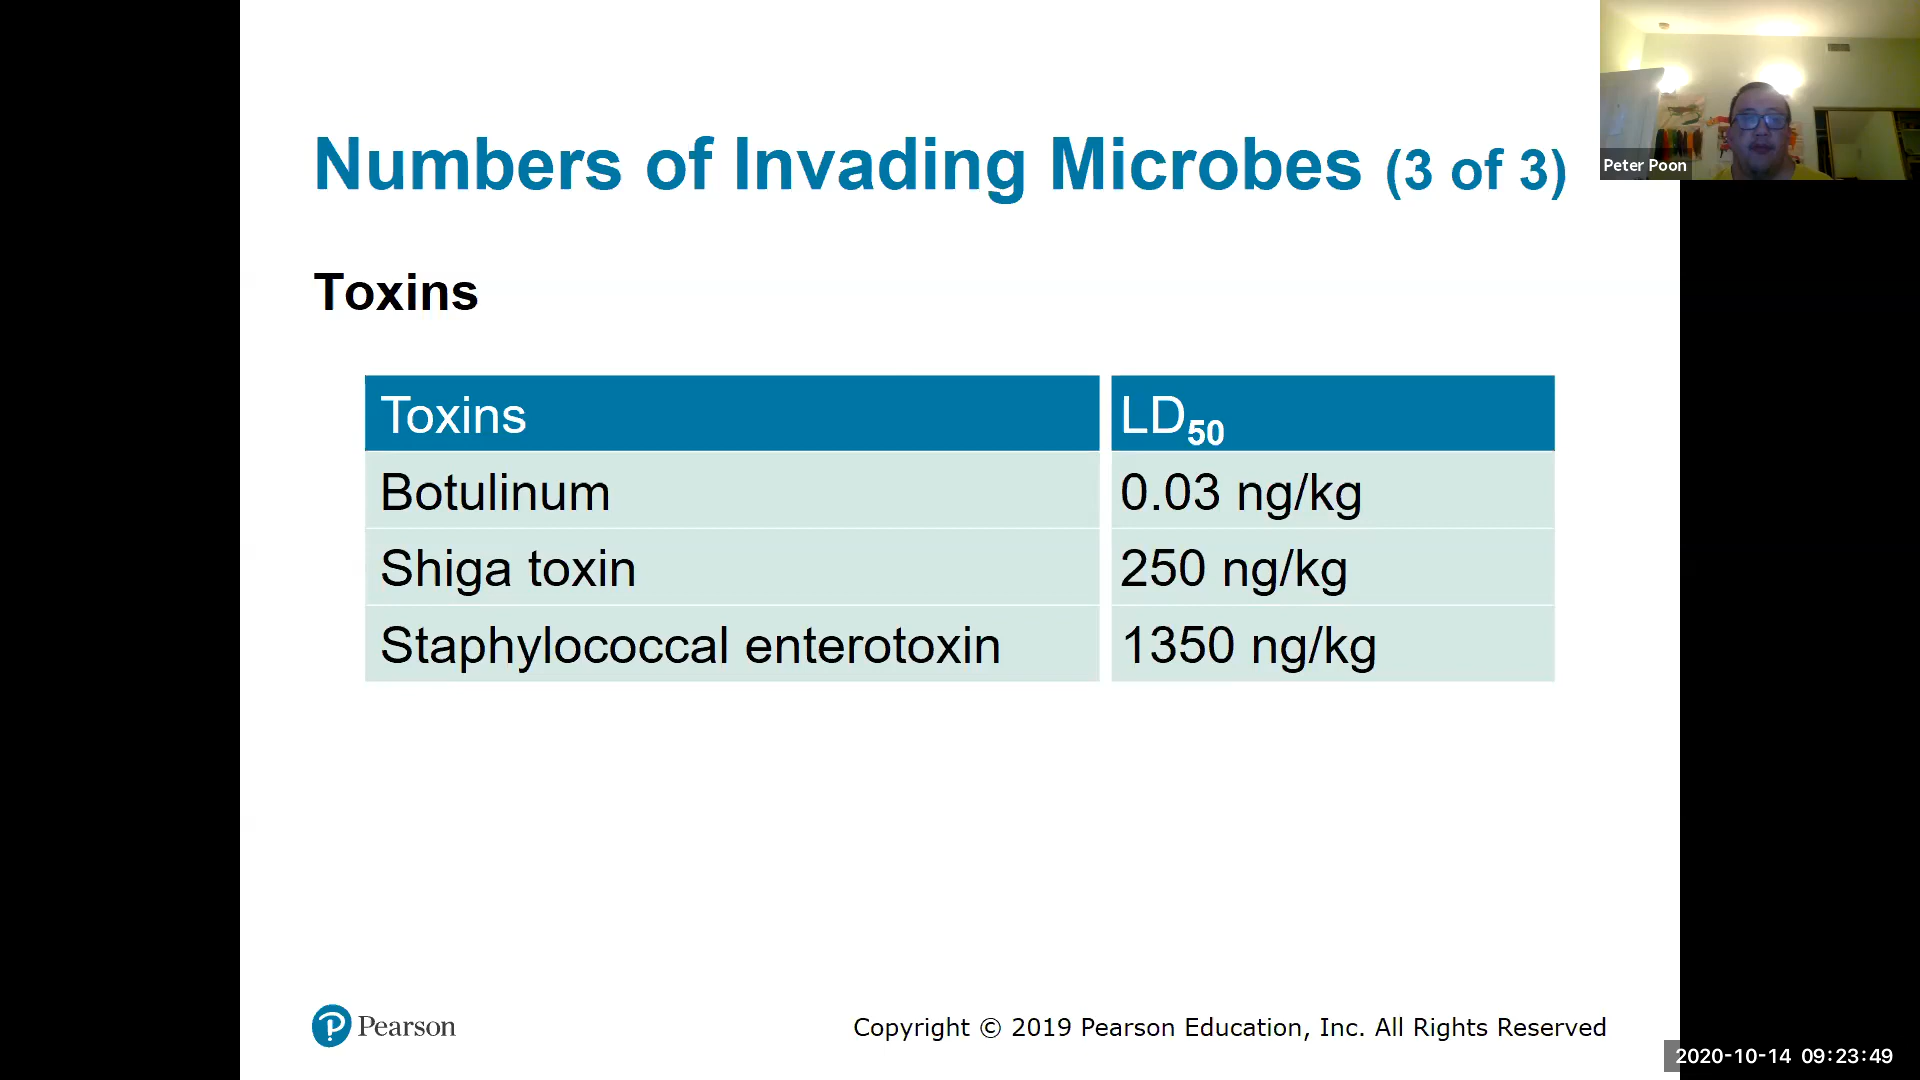 Numbers of Invading Microbes (3 of 3)
Peter Poon
Toxins
Toxins LD50
Botulinum 0.03 ng/kg
Shiga toxin 250 ng/kg
Staphylococcal enterotoxin 1350 ng/kg
Pearson
Copyright © 2019 Pearson Education, Inc. All Rights Reserved
2020-10-14 09:23:49